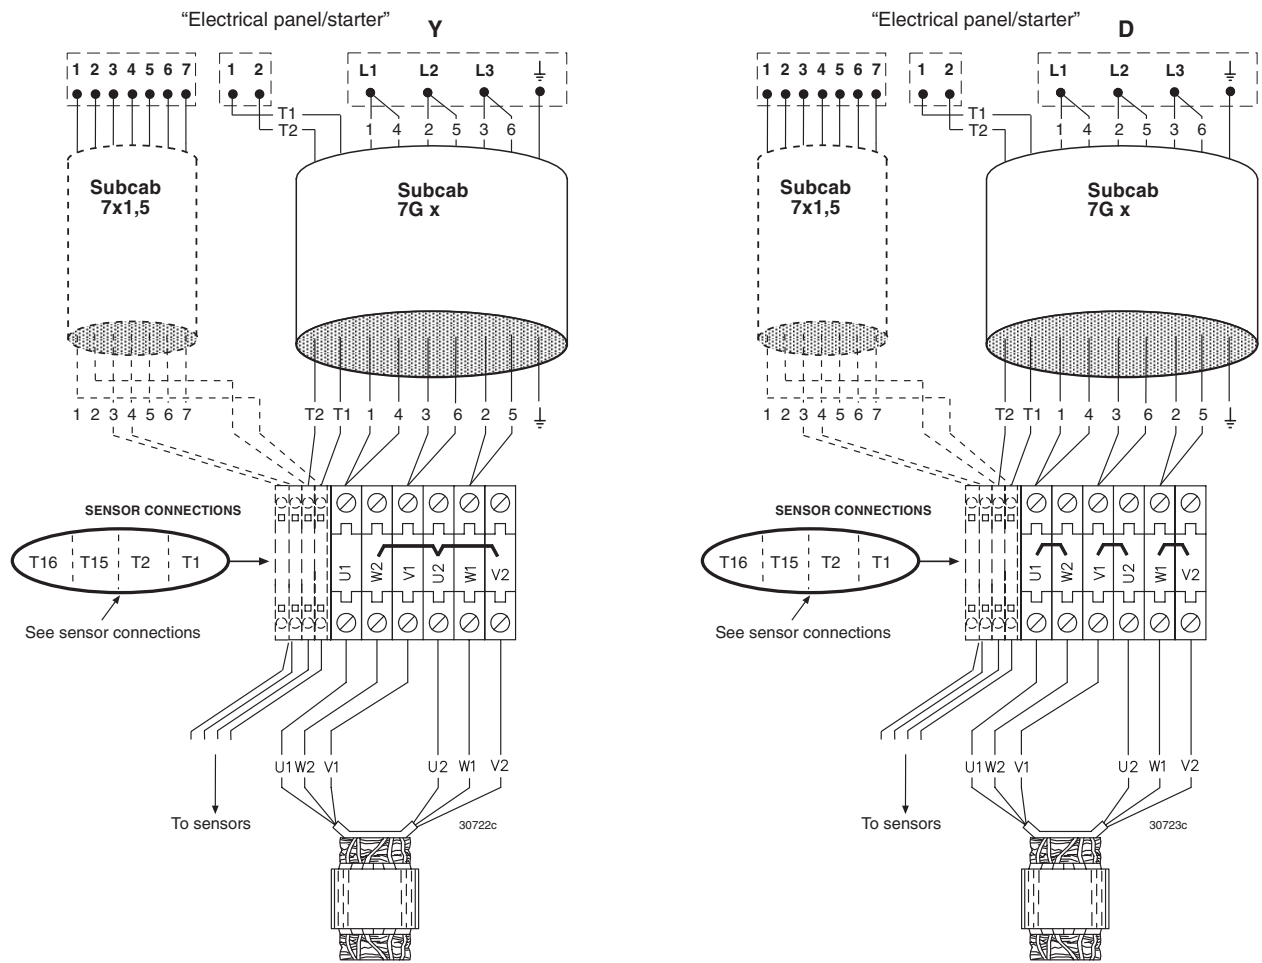 “Electrical panel/starter” Y
1 2 3 4 5 6 7 1 2 L1 L2 L3
T1
T2
1 4 2 5 3 6
Subcab
7x1,5
Subcab
7G x
1 2 3 4 5 6 7 T2 T1 1 4 3 6 2 5
SENSOR CONNECTIONS
T16 T15 T2 T1
U1 W2 V1 U2 W1 V2
See sensor connections
U1 W2 V1 U2 W1 V2
To sensors
30722c
“Electrical panel/starter” D
1 2 3 4 5 6 7 1 2 L1 L2 L3
T1
T2
1 4 2 5 3 6
Subcab
7x1,5
Subcab
7G x
1 2 3 4 5 6 7 T2 T1 1 4 3 6 2 5
SENSOR CONNECTIONS
T16 T15 T2 T1
U1 W2 V1 U2 W1 V2
See sensor connections
U1 W2 V1 U2 W1 V2
To sensors
30723c